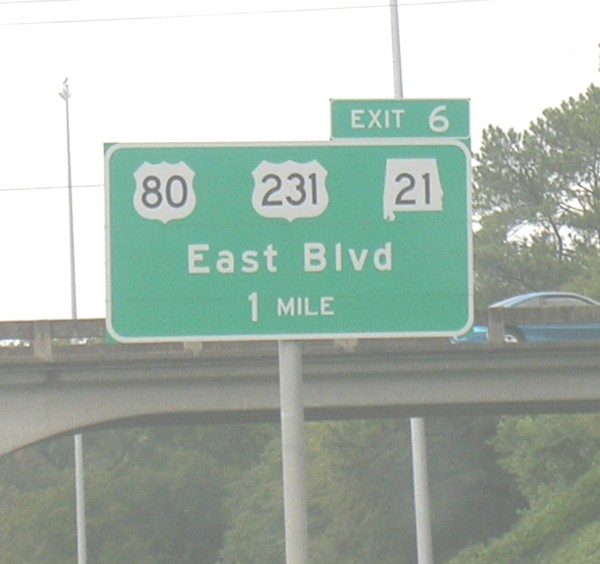 EXIT 6
80 231 21
East Blvd
1 MILE